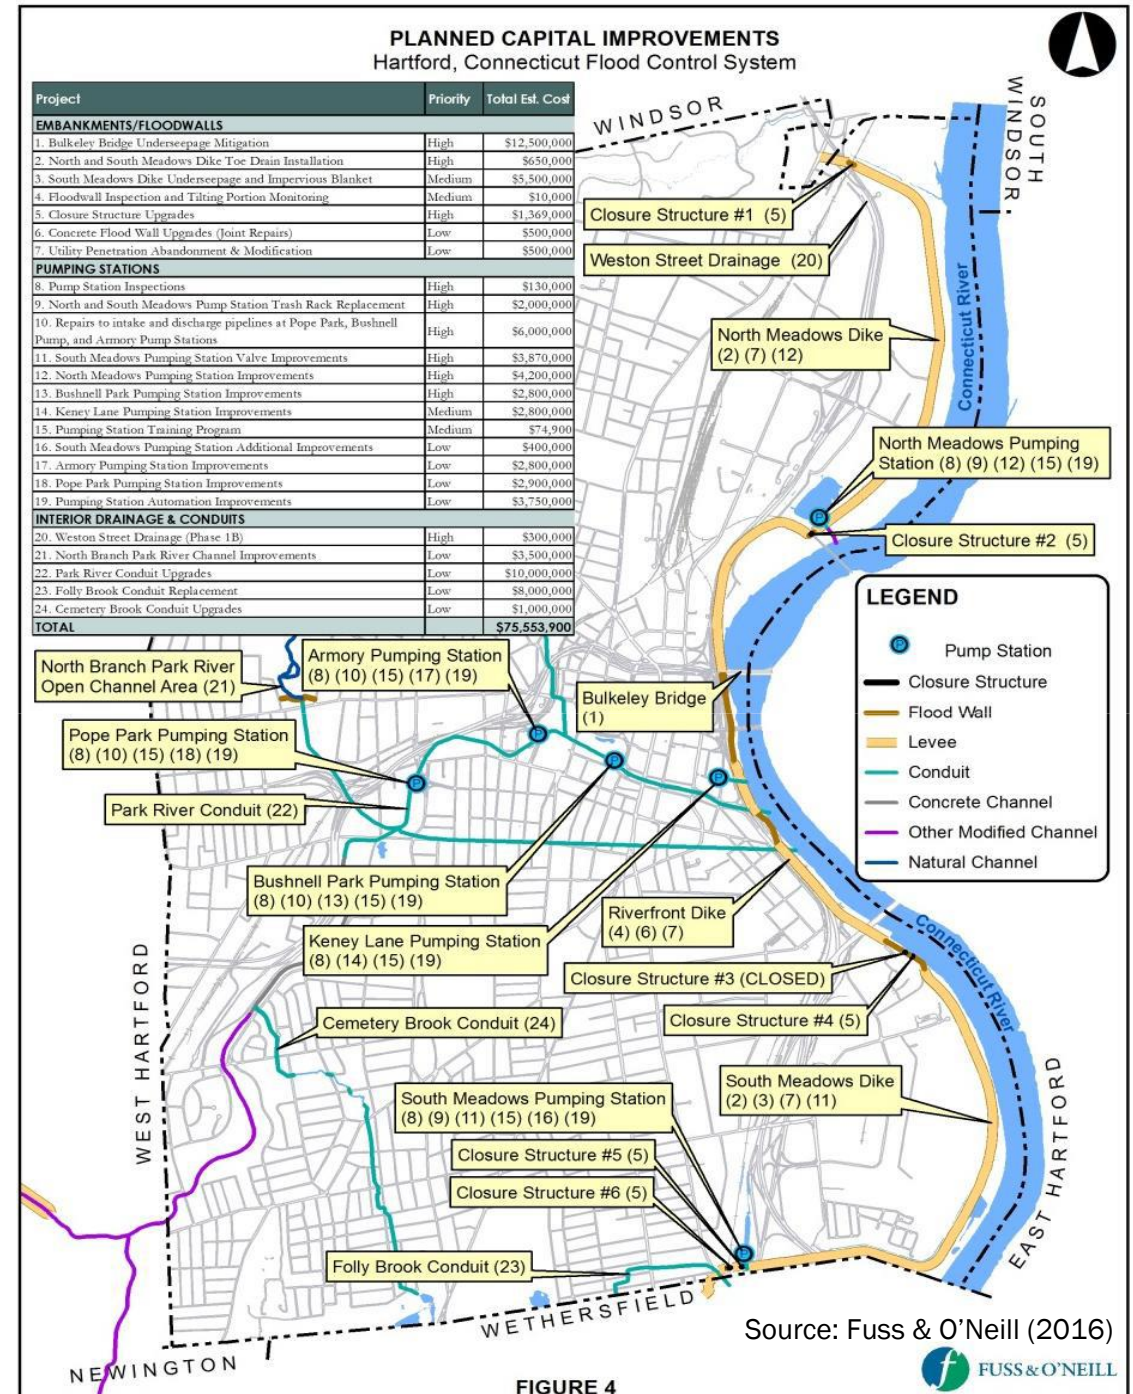 PLANNED CAPITAL IMPROVEMENTS
Hartford, Connecticut Flood Control System
Project Priority Total Est. Cost
EMBANKMENTS/FLOODWALLS
1. Bulkeley Bridge Underseepage Mitigation High $12,500,000
2. North and South Meadows Dike Toe Drain Installation High $650,000
3. South Meadows Dike Underseepage and Impervious Blanket Medium $5,500,000
4. Floodwall Inspection and Tilting Portion Monitoring Medium $10,000
5. Closure Structure Upgrades High $1,369,000
6. Concrete Flood Wall Upgrades (Joint Repairs) Low $500,000
7. Utility Penetration Abandonment & Modification Low $500,000
PUMPING STATIONS
8. Pump Station Inspections High $130,000
9. North and South Meadows Pump Station Trash Rack Replacement High $2,000,000
10. Repairs to intake and discharge pipelines at Pope Park, Bushnell
Pump, and Armory Pump Stations High $6,000,000
11. South Meadows Pumping Station Valve Improvements High $3,870,000
12. North Meadows Pumping Station Improvements High $4,200,000
13. Bushnell Park Pumping Station Improvements High $2,800,000
14. Keney Lane Pumping Station Improvements Medium $2,800,000
15. Pumping Station Training Program Medium $74,900
16. South Meadows Pumping Station Additional Improvements Low $400,000
17. Armory Pumping Station Improvements Low $2,800,000
18. Pope Park Pumping Station Improvements Low $2,900,000
19. Pumping Station Automation Improvements Low $3,750,000
INTERIOR DRAINAGE & CONDUITS
20. Weston Street Drainage (Phase 1B) High $300,000
21. North Branch Park River Channel Improvements Low $3,500,000
22. Park River Conduit Upgrades Low $10,000,000
23. Folly Brook Conduit Replacement Low $8,000,000
24. Cemetery Brook Conduit Upgrades Low $1,000,000
TOTAL $75,553,900
WINDSOR
SOUTH
WINDSOR
Closure Structure #1 (5)
Weston Street Drainage (20)
Connecticut River
North Meadows Dike
(2) (7) (12)
North Meadows Pumping
Station (8) (9) (12) (15) (19)
P
Closure Structure #2 (5)
LEGEND
P Pump Station
Closure Structure
Flood Wall
Levee
Conduit
Concrete Channel
Other Modified Channel
Natural Channel
North Branch Park River
Open Channel Area (21)
Armory Pumping Station
(8) (10) (15) (17) (19)
Bulkeley Bridge
(1)
Pope Park Pumping Station
(8) (10) (15) (18) (19)
P
P
P
P
Park River Conduit (22)
Bushnell Park Pumping Station
(8) (10) (13) (15) (19)
Riverfront Dike
(4) (6) (7)
Keney Lane Pumping Station
(8) (14) (15) (19)
Connecticut River
Closure Structure #3 (CLOSED)
Closure Structure #4 (5)
WEST HARTFORD
Cemetery Brook Conduit (24)
South Meadows Dike
(2) (3) (7) (11)
EAST HARTFORD
South Meadows Pumping Station
(8) (9) (11) (15) (16) (19)
Closure Structure #5 (5)
Closure Structure #6 (5)
P
Folly Brook Conduit (23)
WETHERSFIELD
NEWINGTON
Source: Fuss & O'Neill (2016)
f FUSS & O'NEILL
FIGURE 4